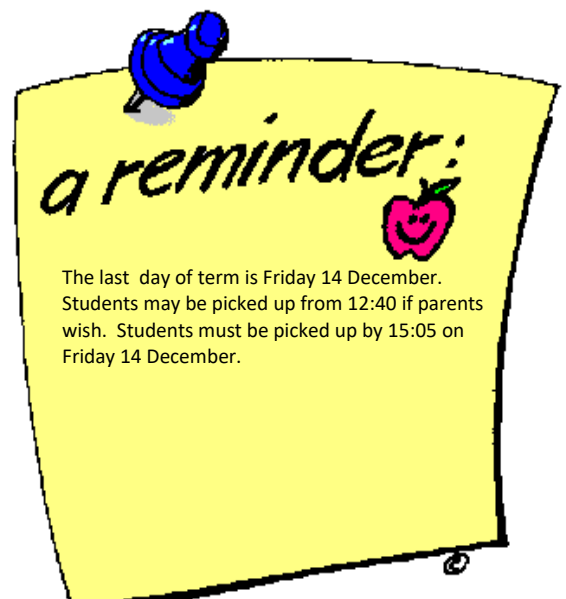 a reminder:
The last  day of term is Friday 14 December.
Students may be picked up from 12:40 if parents
wish.  Students must be picked up by 15:05 on
Friday 14 December.
©